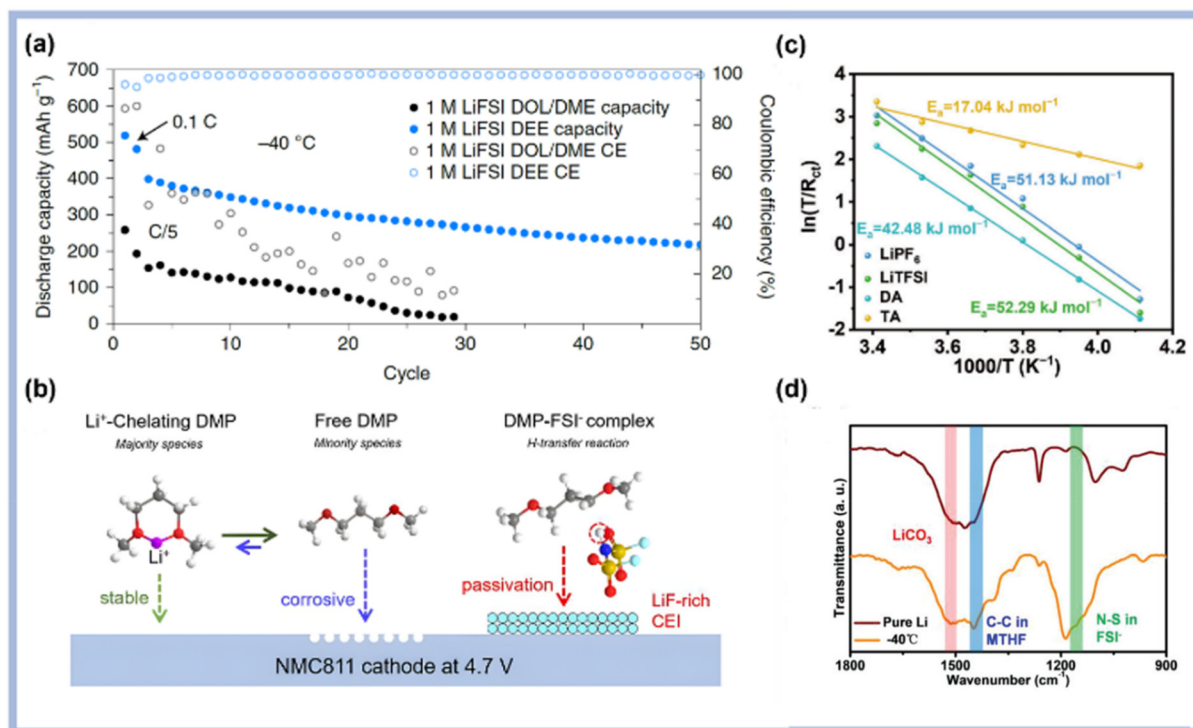 (a)
700
600
500
400
300
200
100
0
Discharge capacity (mAh g⁻¹)
0.1 C
–40 °C
C/5
1 M LiFSI DOL/DME capacity
1 M LiFSI DEE capacity
1 M LiFSI DOL/DME CE
1 M LiFSI DEE CE
100
80
60
40
20
Coulombic efficiency (%)
0
10
20
30
40
50
Cycle
(b)
Li⁺-Chelating DMP
Majority species
Free DMP
Minority species
DMP-FSI⁻ complex
H-transfer reaction
Li⁺
stable
corrosive
passivation
LiF-rich
CEI
NMC811 cathode at 4.7 V
(c)
4
3
2
1
0
-1
-2
ln(T/Rct)
Ea=17.04 kJ mol⁻¹
Ea=51.13 kJ mol⁻¹
Ea=42.48 kJ mol⁻¹
LiPF₆
LiTFSI
DA
TA
Ea=52.29 kJ mol⁻¹
3.4
3.6
3.8
4.0
4.2
1000/T (K⁻¹)
(d)
Transmittance (a. u.)
LiCO₃
Pure Li
-40℃
C-C in
MTHF
N-S in
FSI⁻
1800
1500
1200
900
Wavenumber (cm⁻¹)